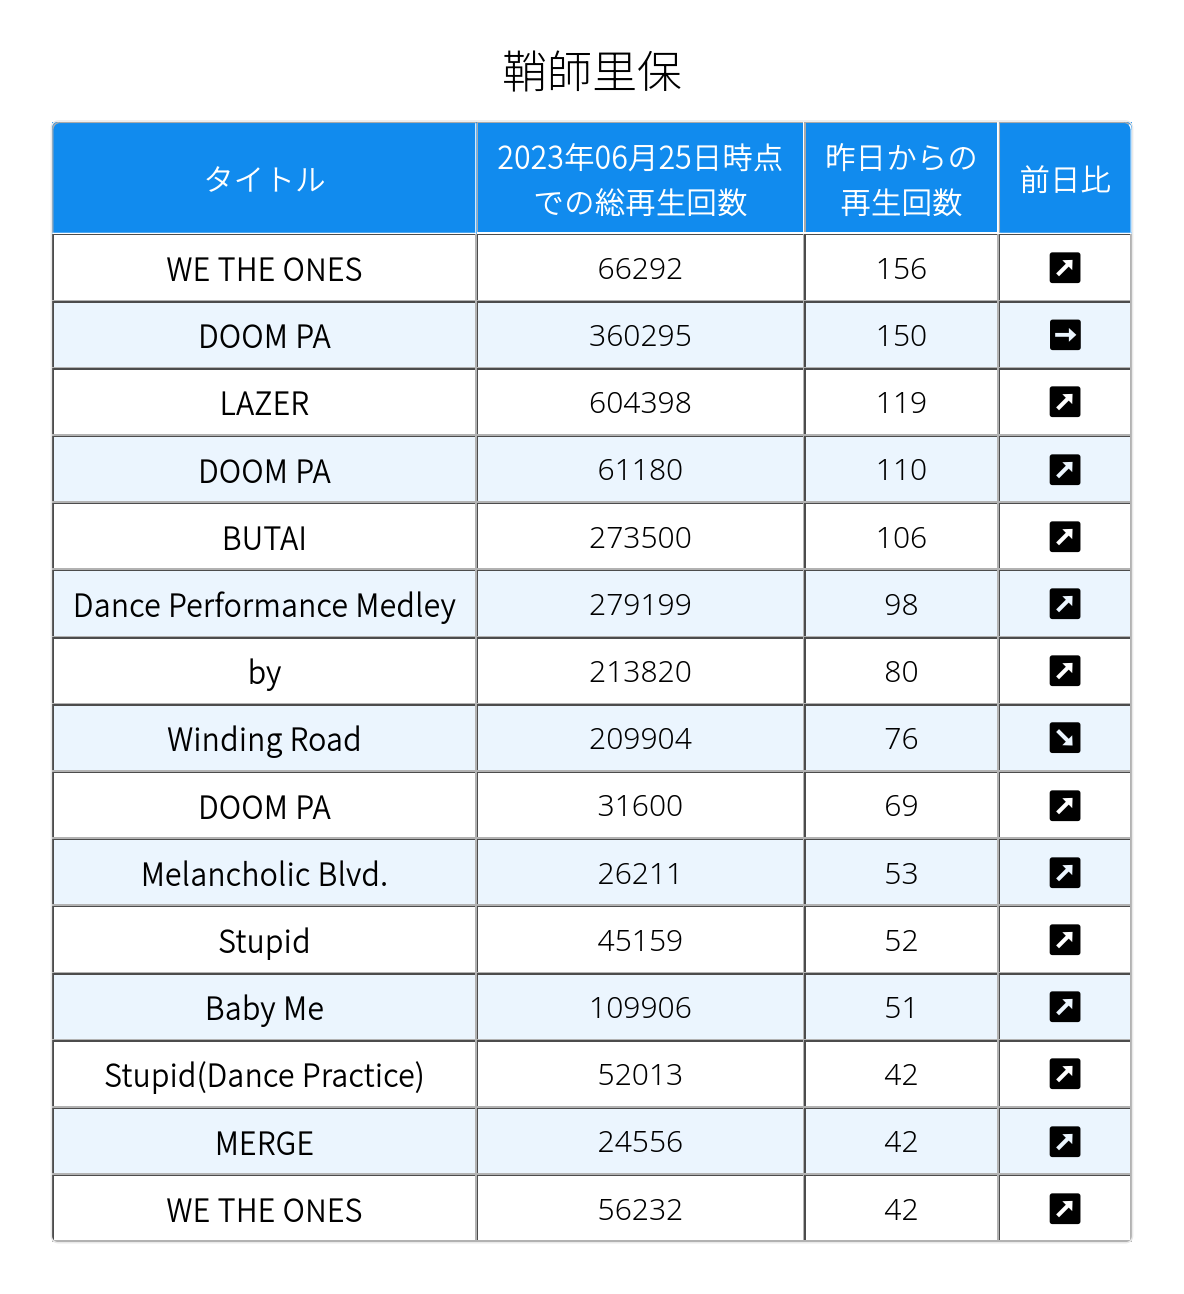 鞘師里保
タイトル 2023年06月25日時点での総再生回数 昨日からの再生回数 前日比
WE THE ONES 66292 156 ↗
DOOM PA 360295 150 →
LAZER 604398 119 ↗
DOOM PA 61180 110 ↗
BUTAI 273500 106 ↗
Dance Performance Medley 279199 98 ↗
by 213820 80 ↗
Winding Road 209904 76 ↘
DOOM PA 31600 69 ↗
Melancholic Blvd. 26211 53 ↗
Stupid 45159 52 ↗
Baby Me 109906 51 ↗
Stupid(Dance Practice) 52013 42 ↗
MERGE 24556 42 ↗
WE THE ONES 56232 42 ↗